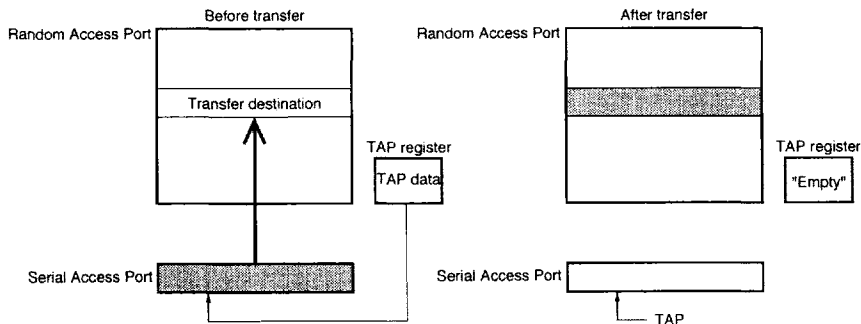 Before transfer
Random Access Port
Transfer destination
TAP register
TAP data
Serial Access Port
After transfer
Random Access Port
TAP register
"Empty"
Serial Access Port
TAP